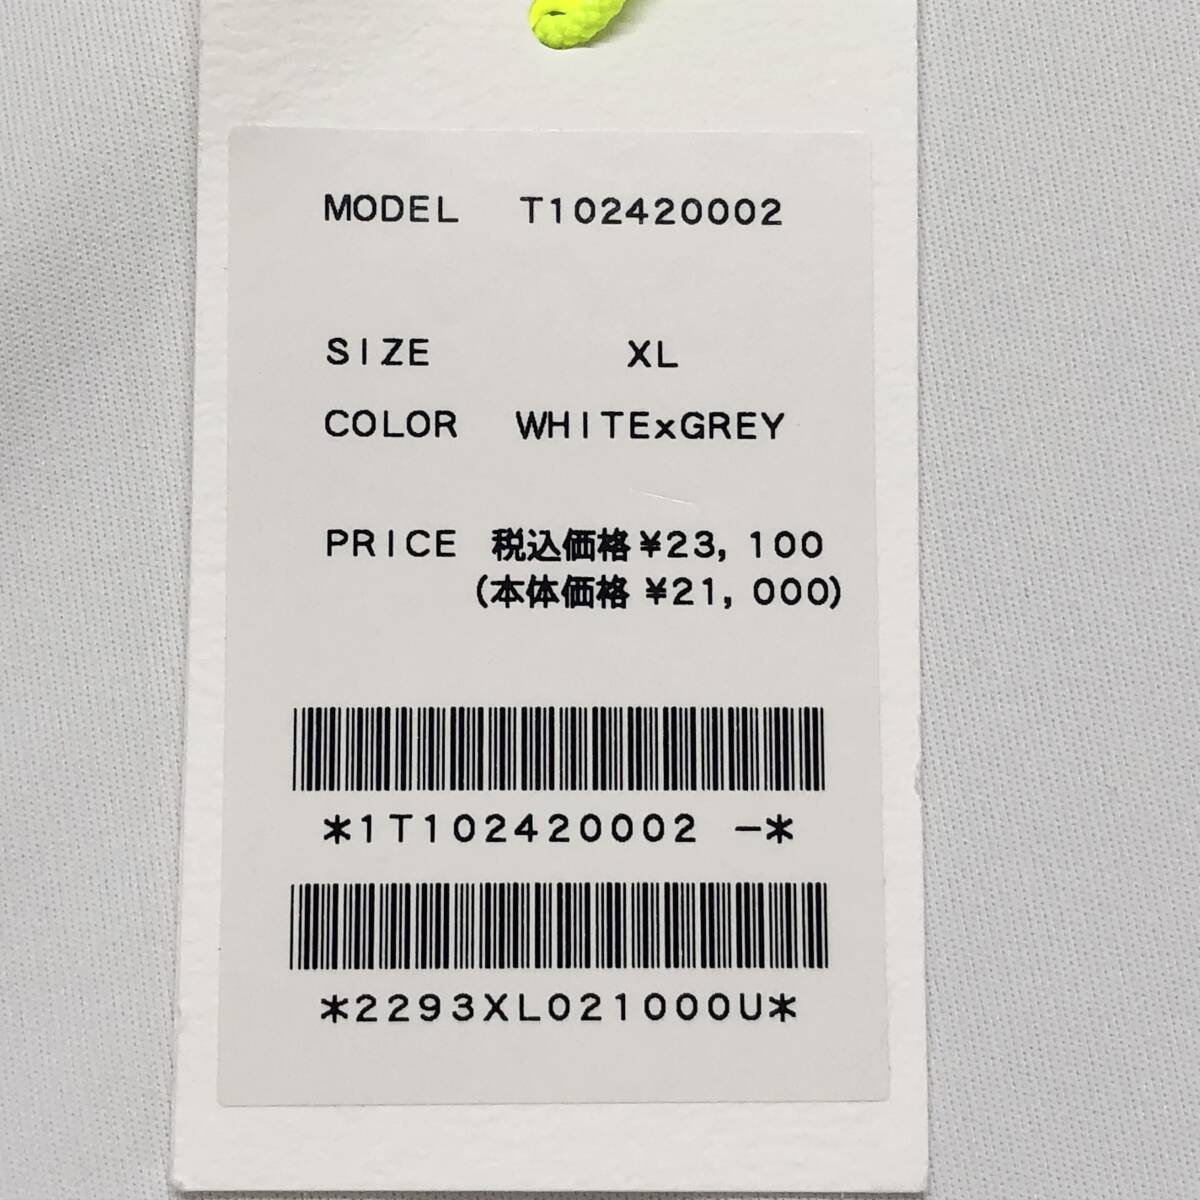 MODEL T102420002
SIZE XL
COLOR WHITExGREY
PRICE 税込価格¥23,100
(本体価格 ¥21,000)
*1T102420002 -*
*2293XL021000U*